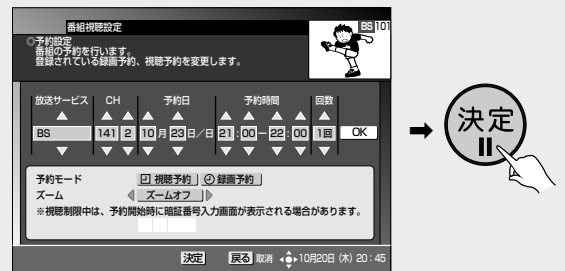 番組視聴設定
BS 101
◎予約設定
番組の予約を行います。
登録されている録画予約、視聴予約を変更します。
放送サービス CH 予約日 予約時間 回数
BS 141 2 10月23日/日 21:00-22:00 1回 OK
予約モード 視聴予約 録画予約
ズーム ズームオフ
※視聴制限中は、予約開始時に暗証番号入力画面が表示される場合があります。
決定 戻る 取消 10月20日(木)20:45
決定